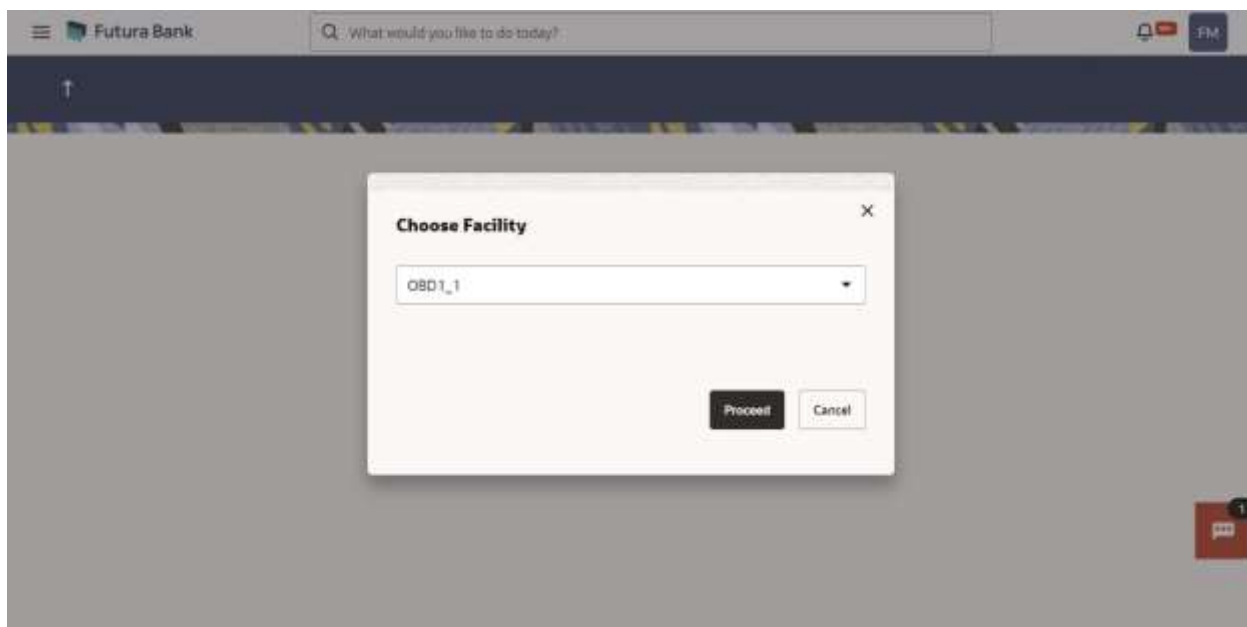 Futura Bank
What would you like to do today?
FM
Choose Facility
OBD1_1
Proceed
Cancel
1